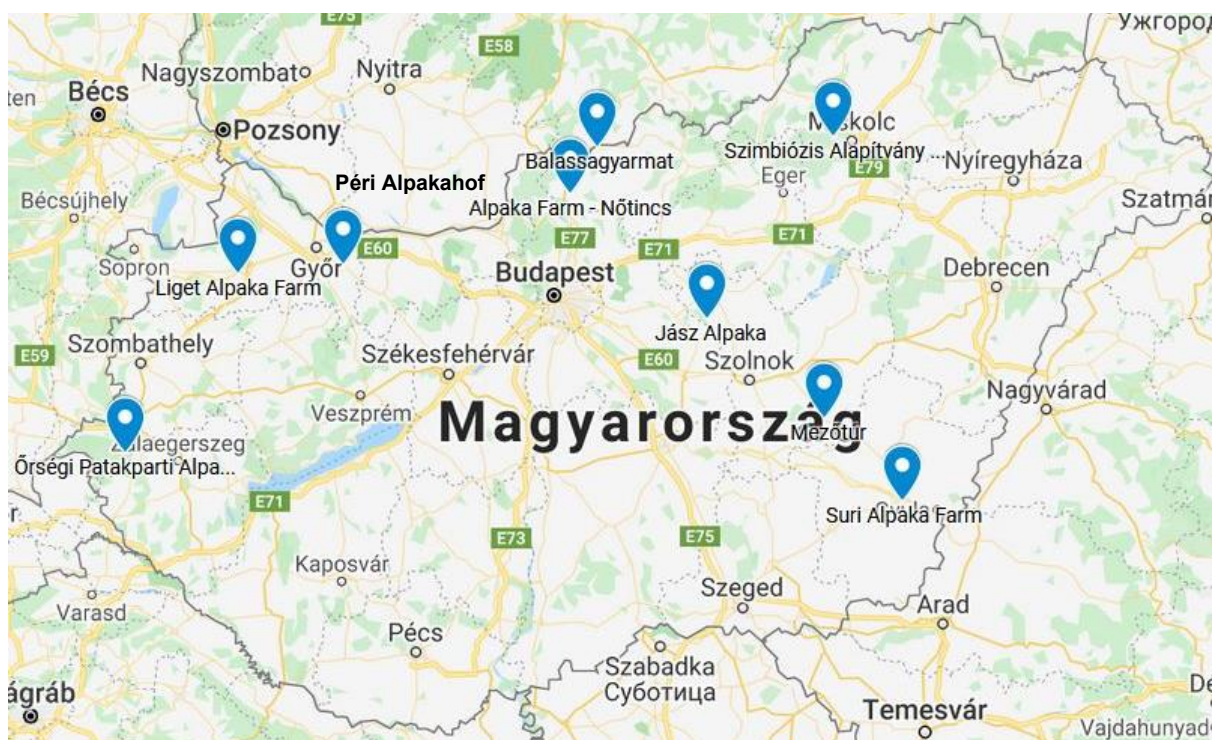 E75
Ужгород
E58
Nagyszombat
Nyitra
ten
Bécs
Pozsony
Miskolc
Balassagyarmat
Szimbiózis Alapítvány ...
Nyíregyháza
E79
Eger
Péri Alpakahof
Bécsújhely
Alpaka Farm - Nőtincs
Szatmár
E77
E71
E71
E60
Sopron
Győr
Budapest
Debrecen
Liget Alpaka Farm
Jász Alpaka
E59
Szombathely
Székesfehérvár
E60
Szolnok
Nagyvárad
Veszprém
Magyarország
Mezőtúr
Zalaegerszeg
Őrségi Patakparti Alpa...
E71
Suri Alpaka Farm
E73
E75
Kaposvár
Szeged
Arad
Varasd
Pécs
Szabadka
Суботица
ágráb
De
Temesvár
Vajdahunyad